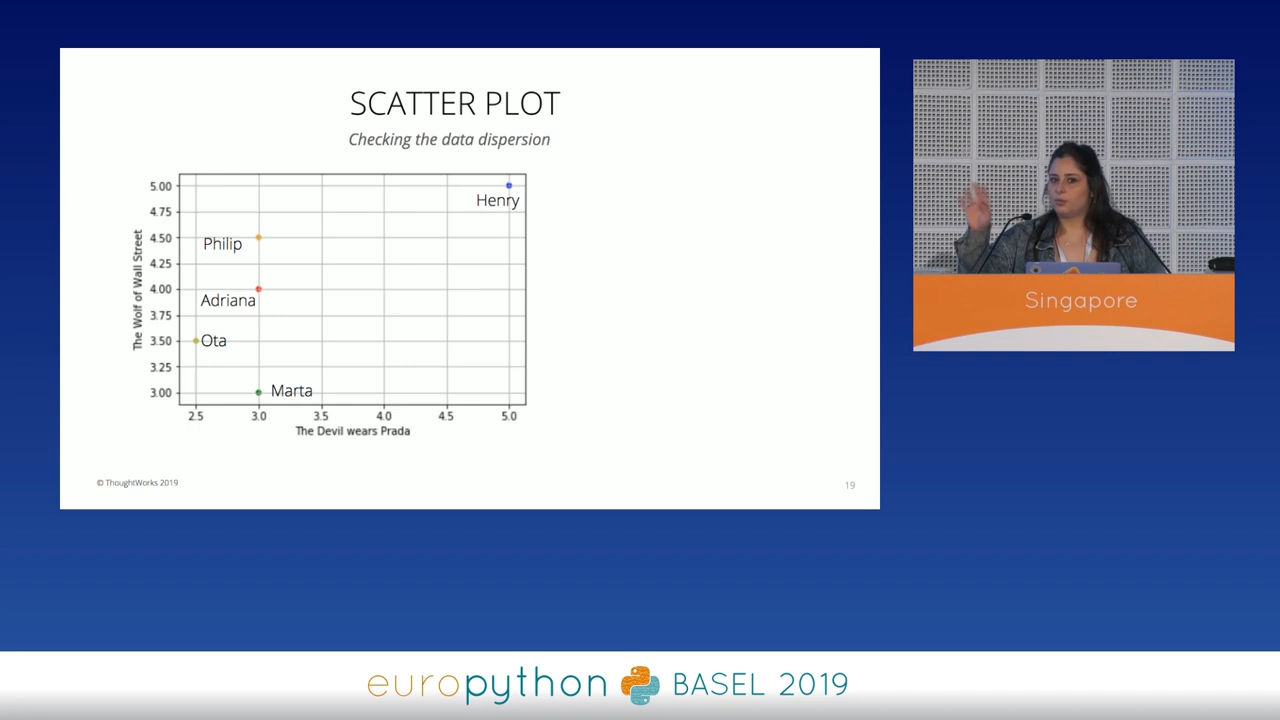 SCATTER PLOT
Checking the data dispersion
The Wolf of Wall Street
5.00
4.75
4.50
4.25
4.00
3.75
3.50
3.25
3.00
Henry
Philip
Adriana
Ota
Marta
2.5 3.0 3.5 4.0 4.5 5.0
The Devil wears Prada
© ThoughtWorks 2019
19
Singapore
europython BASEL 2019